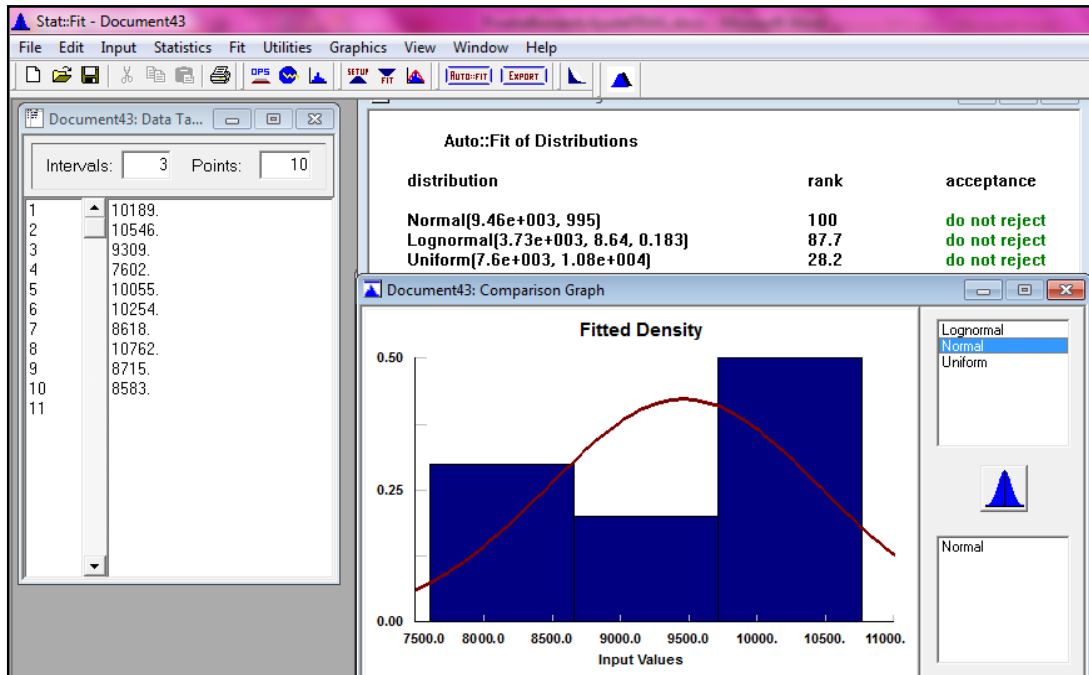 Stat::Fit - Document43
File Edit Input Statistics Fit Utilities Graphics View Window Help
DPS SETUP FIT AUTO::FIT EXPORT
Document43: Data Ta...
Intervals: 3 Points: 10
1 10189.
2 10546.
3 9309.
4 7602.
5 10055.
6 10254.
7 8618.
8 10762.
9 8715.
10 8583.
11
Auto::Fit of Distributions
distribution rank acceptance
Normal(9.46e+003, 995) 100 do not reject
Lognormal(3.73e+003, 8.64, 0.183) 87.7 do not reject
Uniform(7.6e+003, 1.08e+004) 28.2 do not reject
Document43: Comparison Graph
Fitted Density
0.50
0.25
0.00
7500.0 8000.0 8500.0 9000.0 9500.0 10000. 10500. 11000.
Input Values
Lognormal
Normal
Uniform
Normal